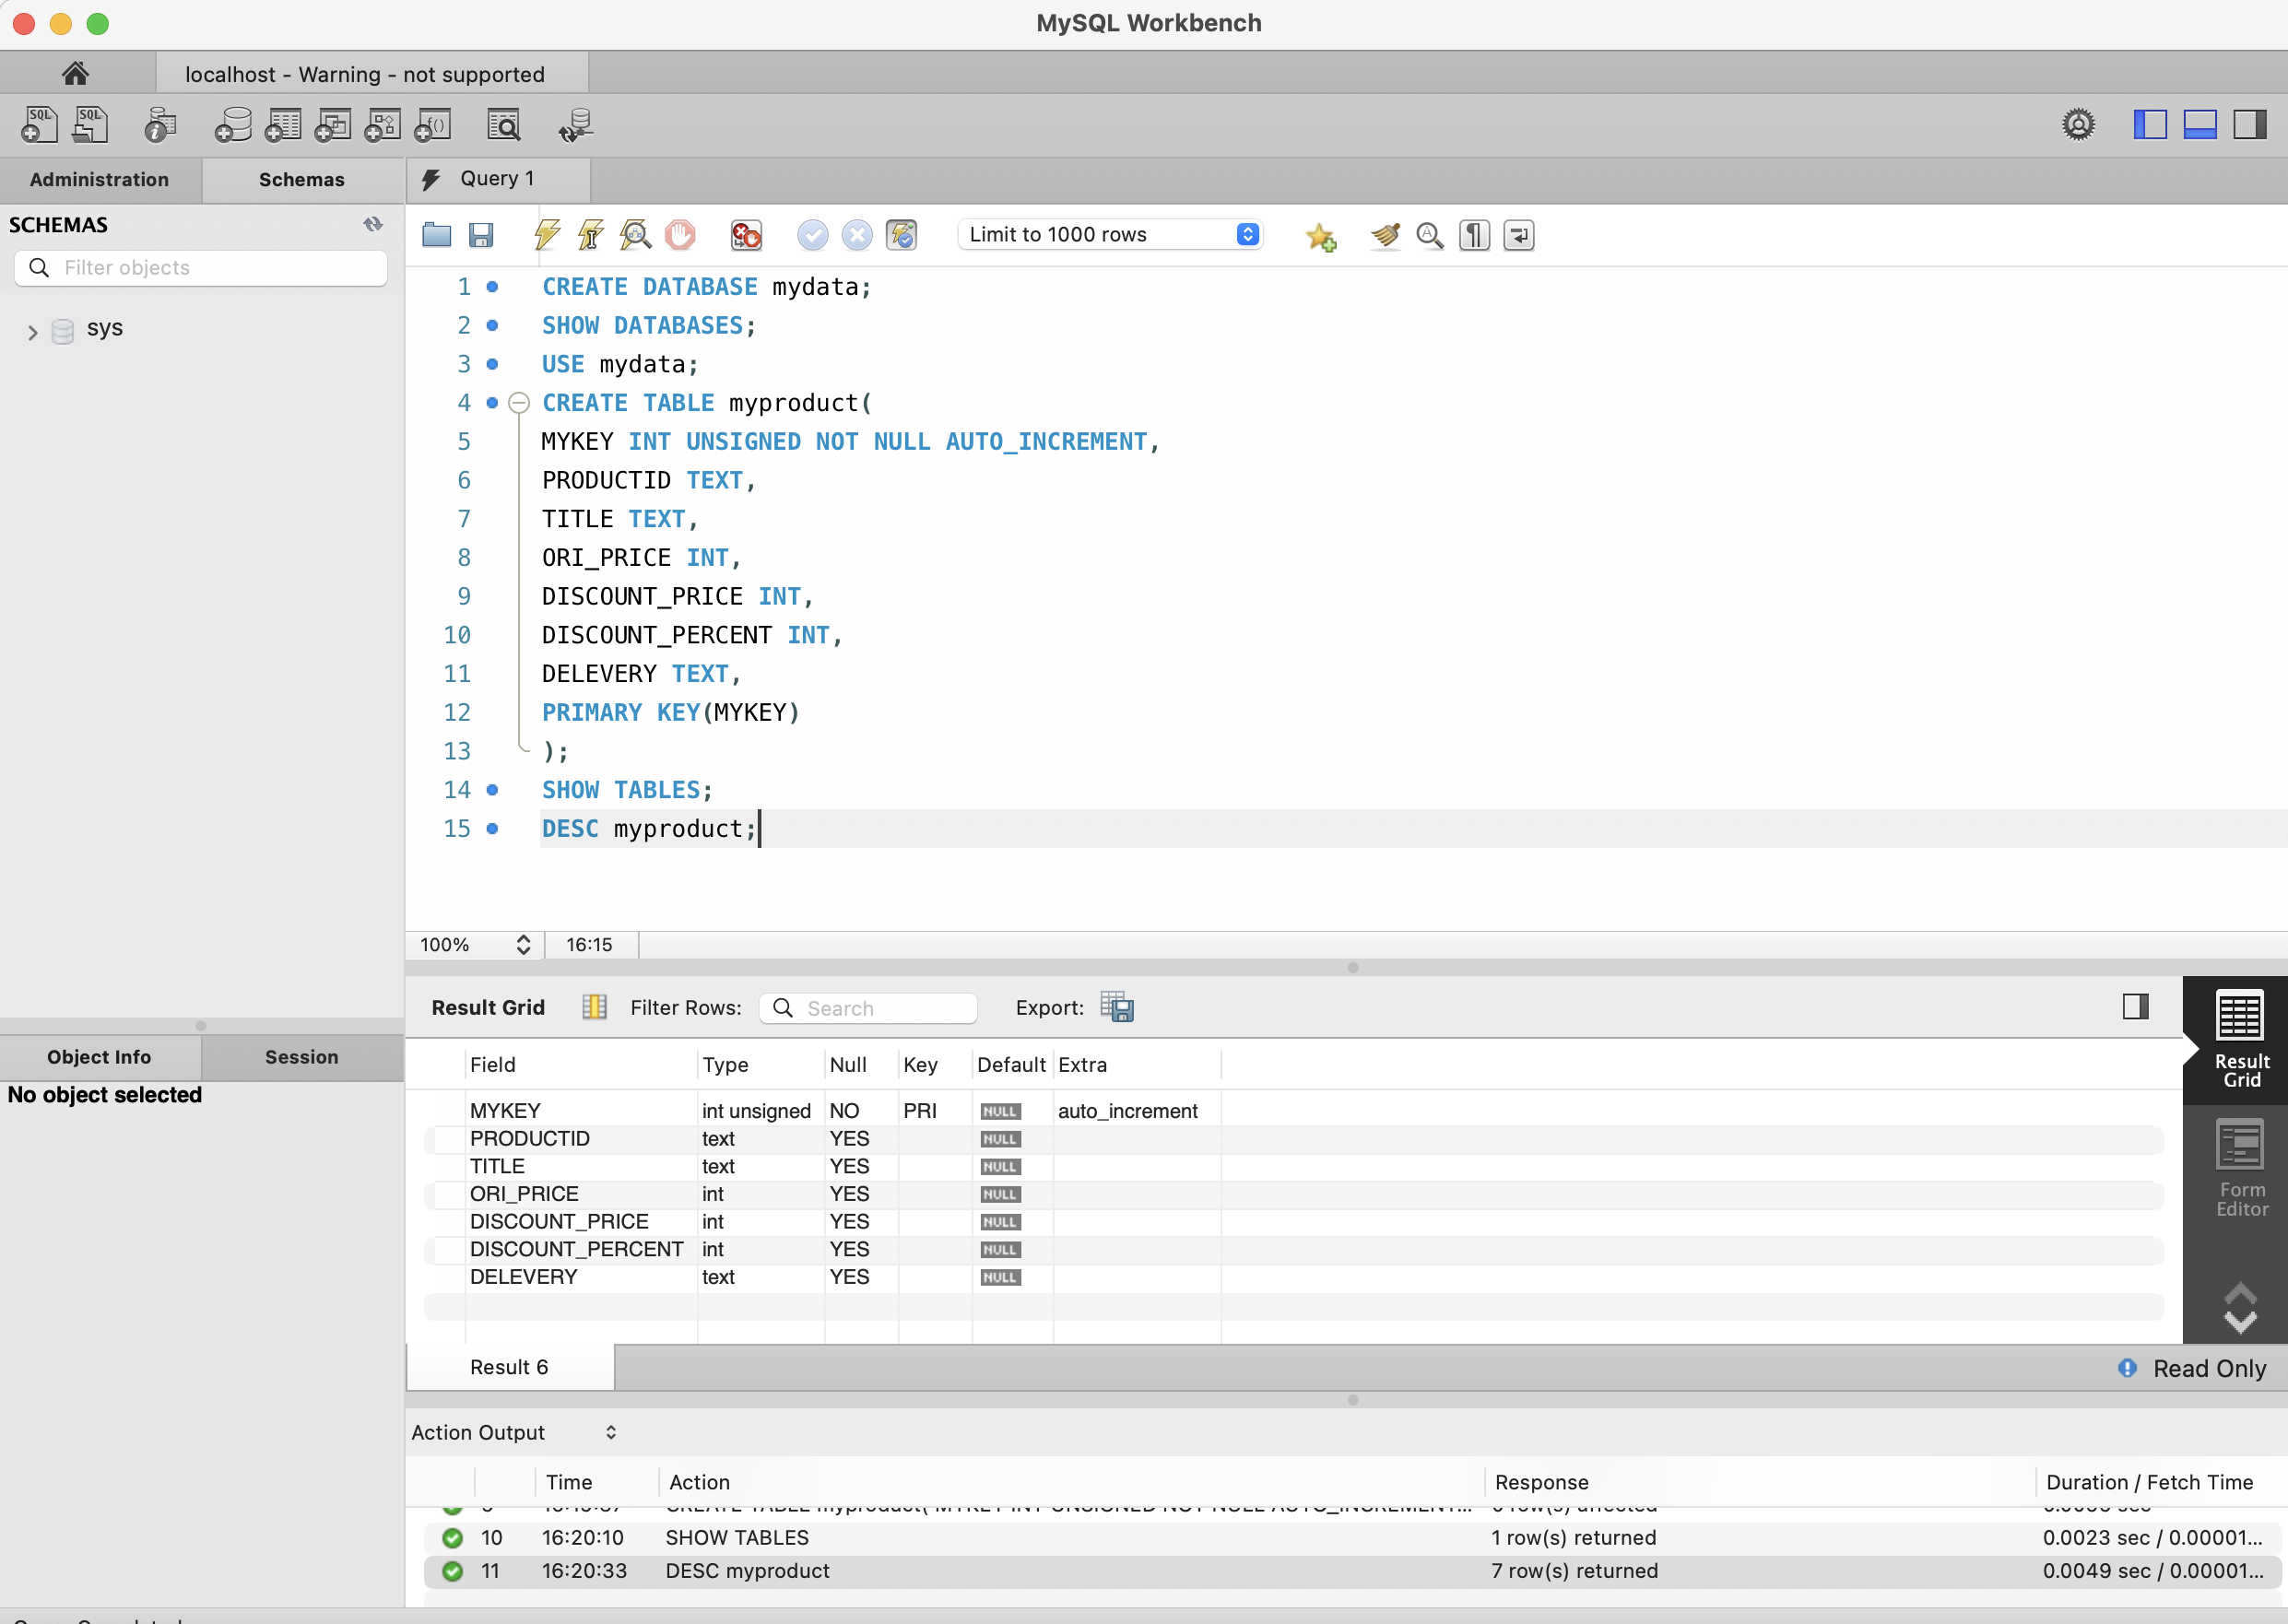 MySQL Workbench
localhost - Warning - not supported
Administration
Schemas
Query 1
SCHEMAS
Filter objects
sys
Limit to 1000 rows
1 CREATE DATABASE mydata;
2 SHOW DATABASES;
3 USE mydata;
4 CREATE TABLE myproduct(
5 MYKEY INT UNSIGNED NOT NULL AUTO_INCREMENT,
6 PRODUCTID TEXT,
7 TITLE TEXT,
8 ORI_PRICE INT,
9 DISCOUNT_PRICE INT,
10 DISCOUNT_PERCENT INT,
11 DELEVERY TEXT,
12 PRIMARY KEY(MYKEY)
13 );
14 SHOW TABLES;
15 DESC myproduct;
100% 16:15
Object Info
Session
No object selected
Result Grid Filter Rows: Search Export:
Field Type Null Key Default Extra
MYKEY int unsigned NO PRI NULL auto_increment
PRODUCTID text YES NULL
TITLE text YES NULL
ORI_PRICE int YES NULL
DISCOUNT_PRICE int YES NULL
DISCOUNT_PERCENT int YES NULL
DELEVERY text YES NULL
Result
Grid
Form
Editor
Result 6
Read Only
Action Output
Time Action Response Duration / Fetch Time
CREATE TABLE myproduct( MYKEY INT UNSIGNED NOT NULL AUTO_INCREMENT... row(s) affected
10 16:20:10 SHOW TABLES 1 row(s) returned 0.0023 sec / 0.00001...
11 16:20:33 DESC myproduct 7 row(s) returned 0.0049 sec / 0.00001...